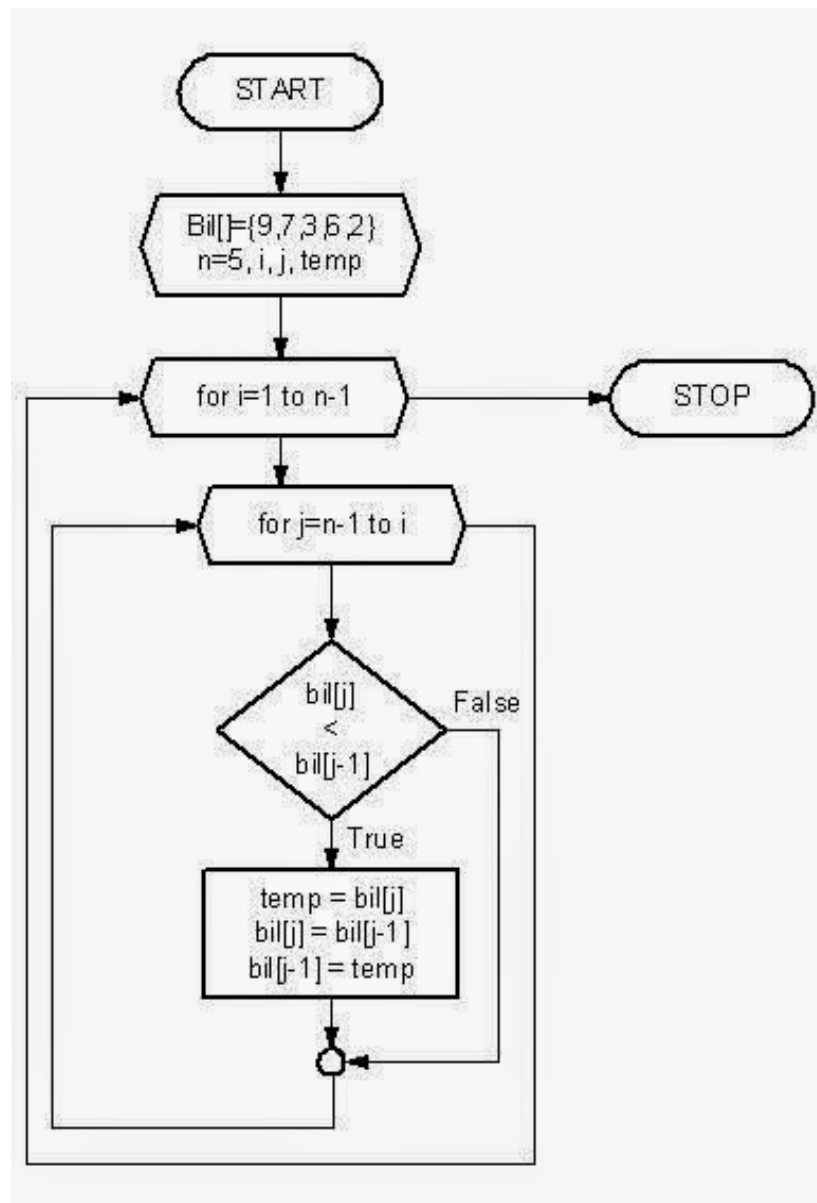 START
Bil[]={9,7,3,6,2}
n=5, i, j, temp
for i=1 to n-1
STOP
for j=n-1 to i
bil[j]
<
bil[j-1]
False
True
temp = bil[j]
bil[j] = bil[j-1]
bil[j-1] = temp